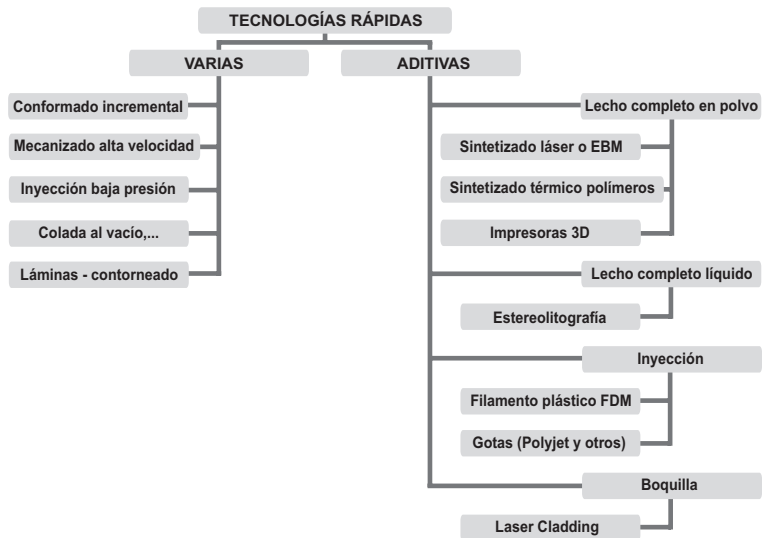 TECNOLOGÍAS RÁPIDAS
VARIAS
ADITIVAS
Conformado incremental
Mecanizado alta velocidad
Inyección baja presión
Colada al vacío,...
Láminas - contorneado
Lecho completo en polvo
Sintetizado láser o EBM
Sintetizado térmico polímeros
Impresoras 3D
Lecho completo líquido
Estereolitografía
Inyección
Filamento plástico FDM
Gotas (Polyjet y otros)
Boquilla
Laser Cladding